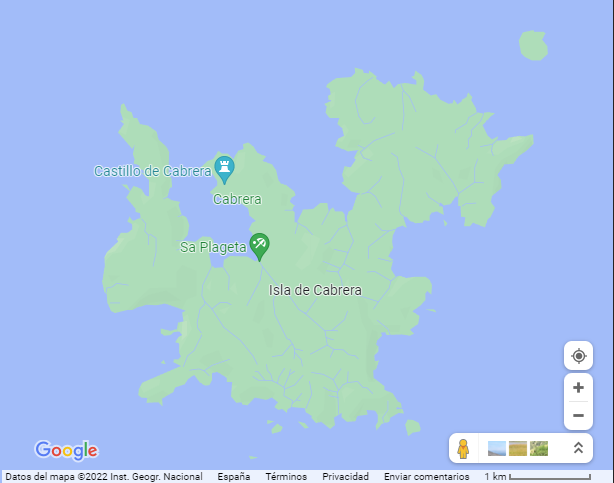 Castillo de Cabrera
Cabrera
Sa Plageta
Isla de Cabrera
Google
Datos del mapa ©2022 Inst. Geogr. Nacional España Términos Privacidad Enviar comentarios 1 km